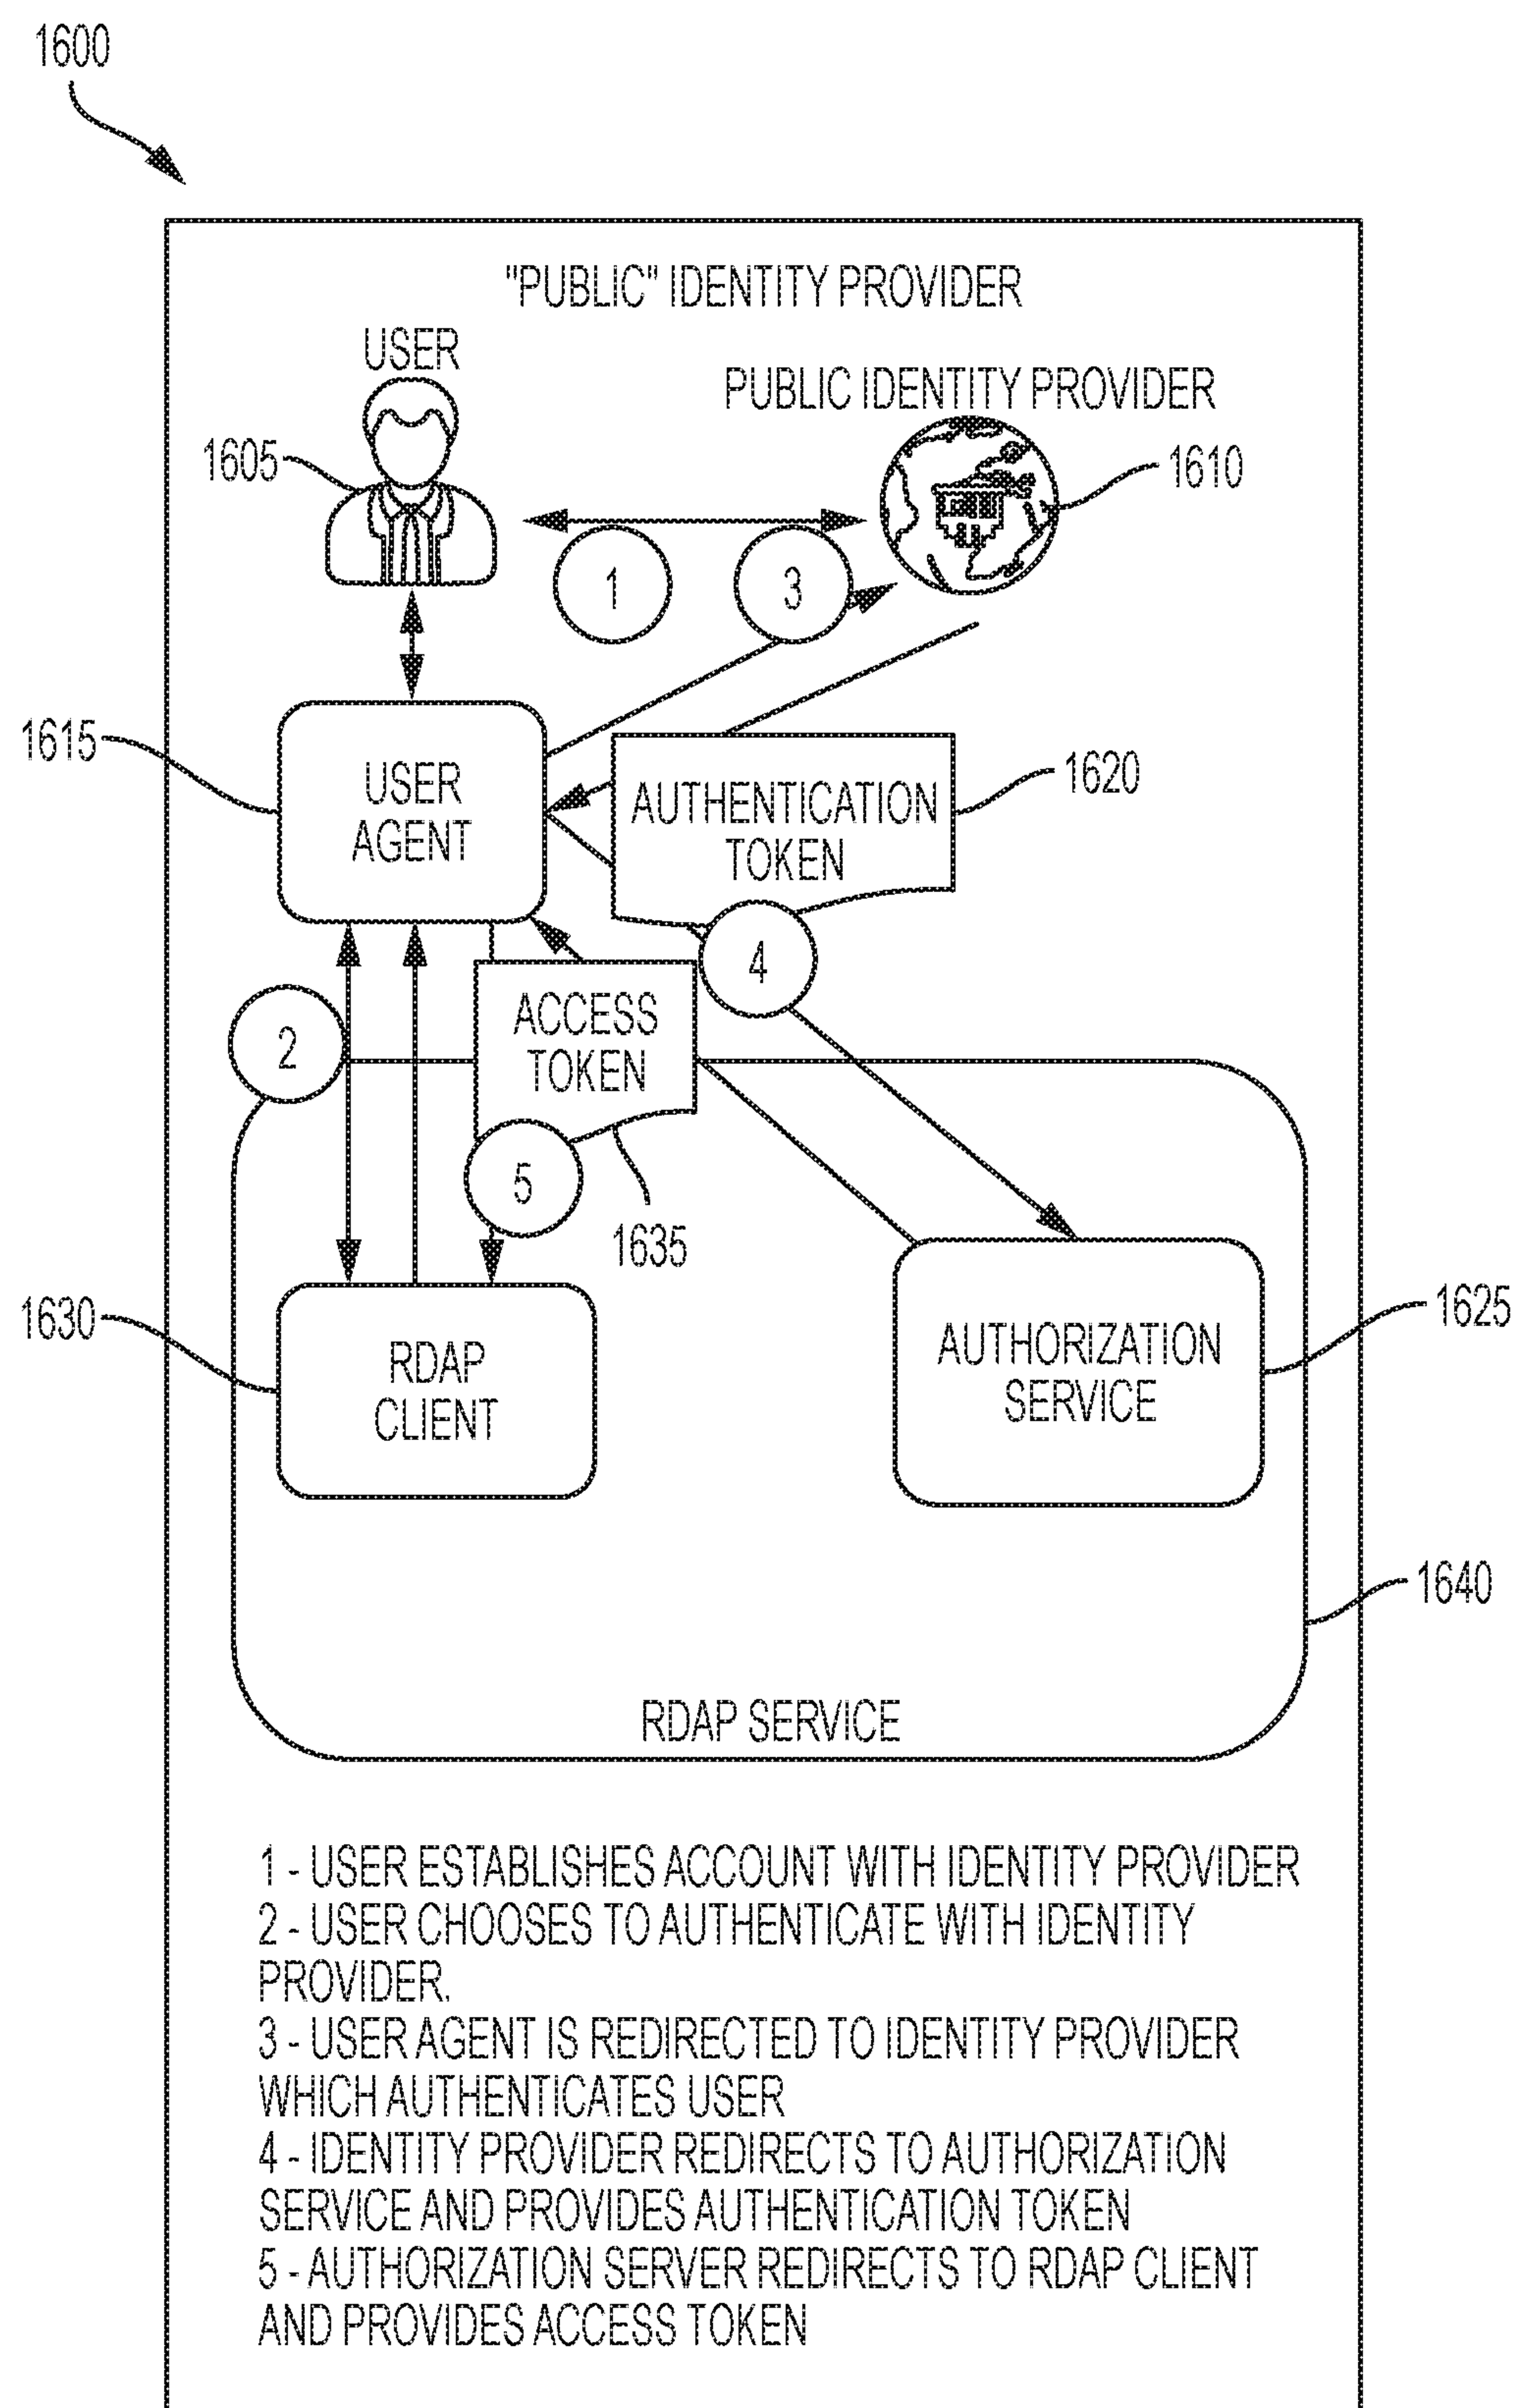 1600
"PUBLIC" IDENTITY PROVIDER
USER
PUBLIC IDENTITY PROVIDER
1605
1610
1
3
1615
USER
AGENT
AUTHENTICATION
TOKEN
1620
4
2
ACCESS
TOKEN
5
1635
1630
RDAP
CLIENT
AUTHORIZATION
SERVICE
1625
1640
RDAP SERVICE
1 - USER ESTABLISHES ACCOUNT WITH IDENTITY PROVIDER
2 - USER CHOOSES TO AUTHENTICATE WITH IDENTITY
PROVIDER.
3 - USER AGENT IS REDIRECTED TO IDENTITY PROVIDER
WHICH AUTHENTICATES USER
4 - IDENTITY PROVIDER REDIRECTS TO AUTHORIZATION
SERVICE AND PROVIDES AUTHENTICATION TOKEN
5 - AUTHORIZATION SERVER REDIRECTS TO RDAP CLIENT
AND PROVIDES ACCESS TOKEN